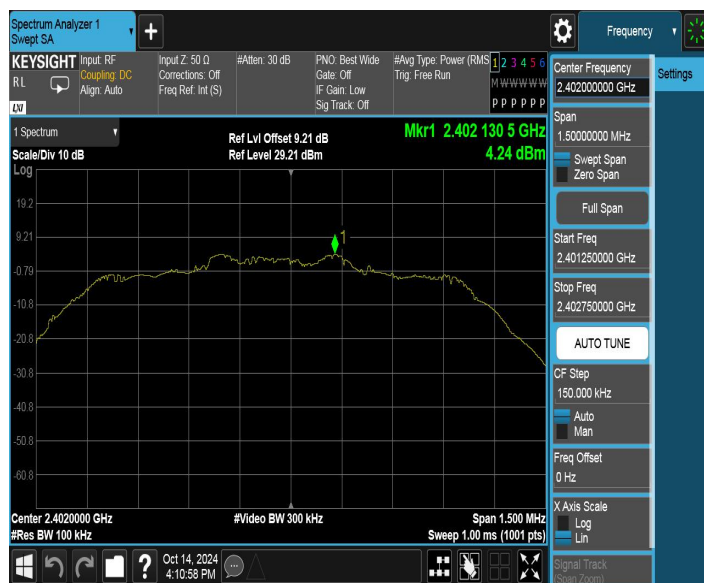 Spectrum Analyzer 1
Swept SA
+
Frequency
KEYSIGHT
RL
LXI
Input: RF
Coupling: DC
Align: Auto
Input Z: 50 Ω
Corrections: Off
Freq Ref: Int (S)
#Atten: 30 dB
PNO: Best Wide
Gate: Off
IF Gain: Low
Sig Track: Off
#Avg Type: Power (RMS
Trig: Free Run
1 2 3 4 5 6
M W W W W W
P P P P P P
1 Spectrum
Scale/Div 10 dB
Log
Ref Lvl Offset 9.21 dB
Ref Level 29.21 dBm
Mkr1 2.402 130 5 GHz
4.24 dBm
1
19.2
9.21
-0.79
-10.8
-20.8
-30.8
-40.8
-50.8
-60.8
Center 2.4020000 GHz
#Res BW 100 kHz
#Video BW 300 kHz
Span 1.500 MHz
Sweep 1.00 ms (1001 pts)
?
Oct 14, 2024
4:10:58 PM
Center Frequency
2.402000000 GHz
Settings
Span
1.50000000 MHz
Swept Span
Zero Span
Full Span
Start Freq
2.401250000 GHz
Stop Freq
2.402750000 GHz
AUTO TUNE
CF Step
150.000 kHz
Auto
Man
Freq Offset
0 Hz
X Axis Scale
Log
Lin
Signal Track
(Span Zoom)